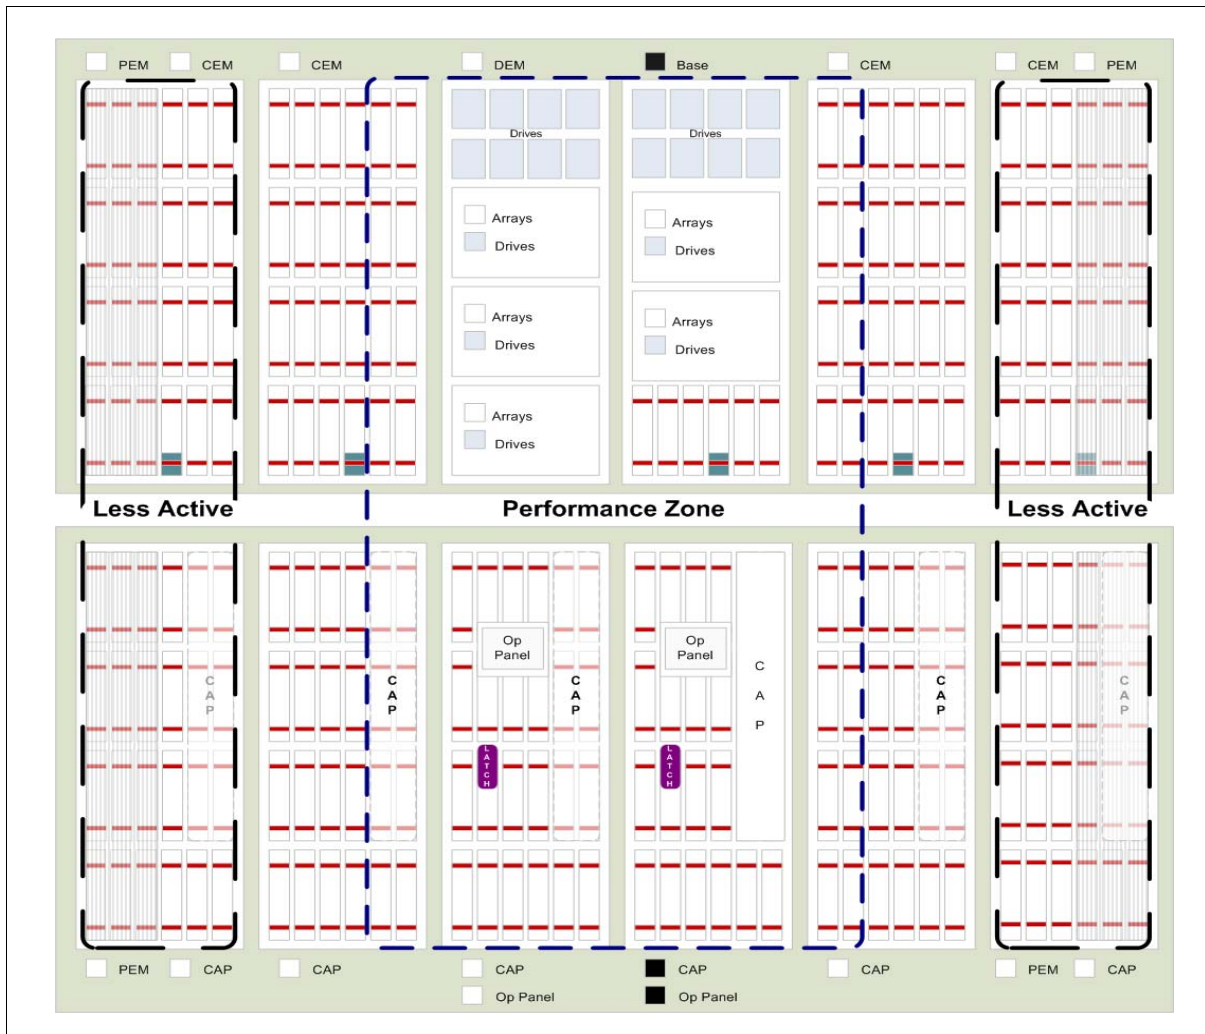 PEM CEM CEM DEM Base CEM CEM PEM
Drives Drives
Arrays
Drives
Arrays
Drives
Arrays
Drives
Arrays
Drives
Arrays
Drives
Less Active Performance Zone Less Active
Op
Panel
Op
Panel
CAP
CAP
CAP
CAP
CAP
CAP
LATCH
LATCH
PEM CAP CAP CAP CAP CAP PEM CAP
Op Panel Op Panel